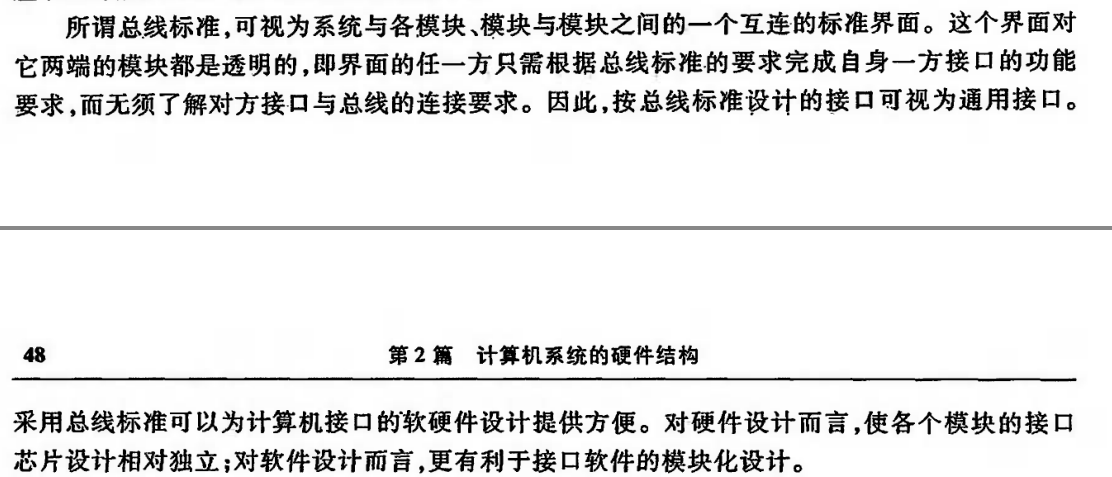 所谓总线标准,可视为系统与各模块、模块与模块之间的一个互连的标准界面。这个界面对
它两端的模块都是透明的,即界面的任一方只需根据总线标准的要求完成自身一方接口的功能
要求,而无须了解对方接口与总线的连接要求。因此,按总线标准设计的接口可视为通用接口。
48 第 2 篇 计算机系统的硬件结构
采用总线标准可以为计算机接口的软硬件设计提供方便。对硬件设计而言,使各个模块的接口
芯片设计相对独立;对软件设计而言,更有利于接口软件的模块化设计。